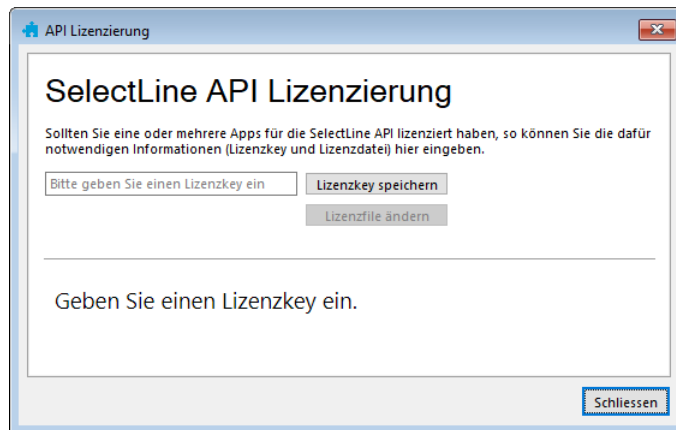 API Lizenzierung
SelectLine API Lizenzierung
Sollten Sie eine oder mehrere Apps für die SelectLine API lizenziert haben, so können Sie die dafür
notwendigen Informationen (Lizenzkey und Lizenzdatei) hier eingeben.
Bitte geben Sie einen Lizenzkey ein
Lizenzkey speichern
Lizenzfile ändern
Geben Sie einen Lizenzkey ein.
Schliessen